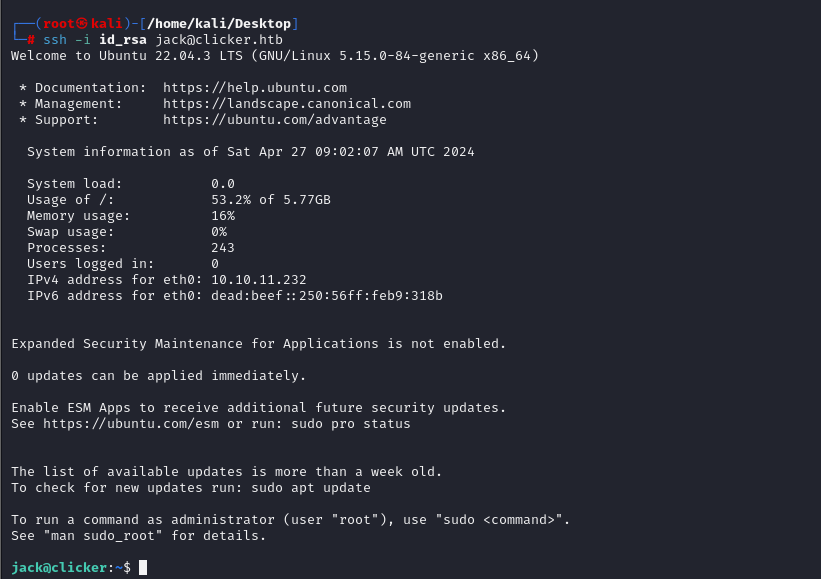 ┌──(root㉿kali)-[/home/kali/Desktop]
└─# ssh -i id_rsa jack@clicker.htb
Welcome to Ubuntu 22.04.3 LTS (GNU/Linux 5.15.0-84-generic x86_64)

 * Documentation:  https://help.ubuntu.com
 * Management:     https://landscape.canonical.com
 * Support:        https://ubuntu.com/advantage

  System information as of Sat Apr 27 09:02:07 AM UTC 2024

  System load:           0.0
  Usage of /:            53.2% of 5.77GB
  Memory usage:          16%
  Swap usage:            0%
  Processes:             243
  Users logged in:       0
  IPv4 address for eth0: 10.10.11.232
  IPv6 address for eth0: dead:beef::250:56ff:feb9:318b


Expanded Security Maintenance for Applications is not enabled.

0 updates can be applied immediately.

Enable ESM Apps to receive additional future security updates.
See https://ubuntu.com/esm or run: sudo pro status


The list of available updates is more than a week old.
To check for new updates run: sudo apt update

To run a command as administrator (user "root"), use "sudo <command>".
See "man sudo_root" for details.

jack@clicker:~$